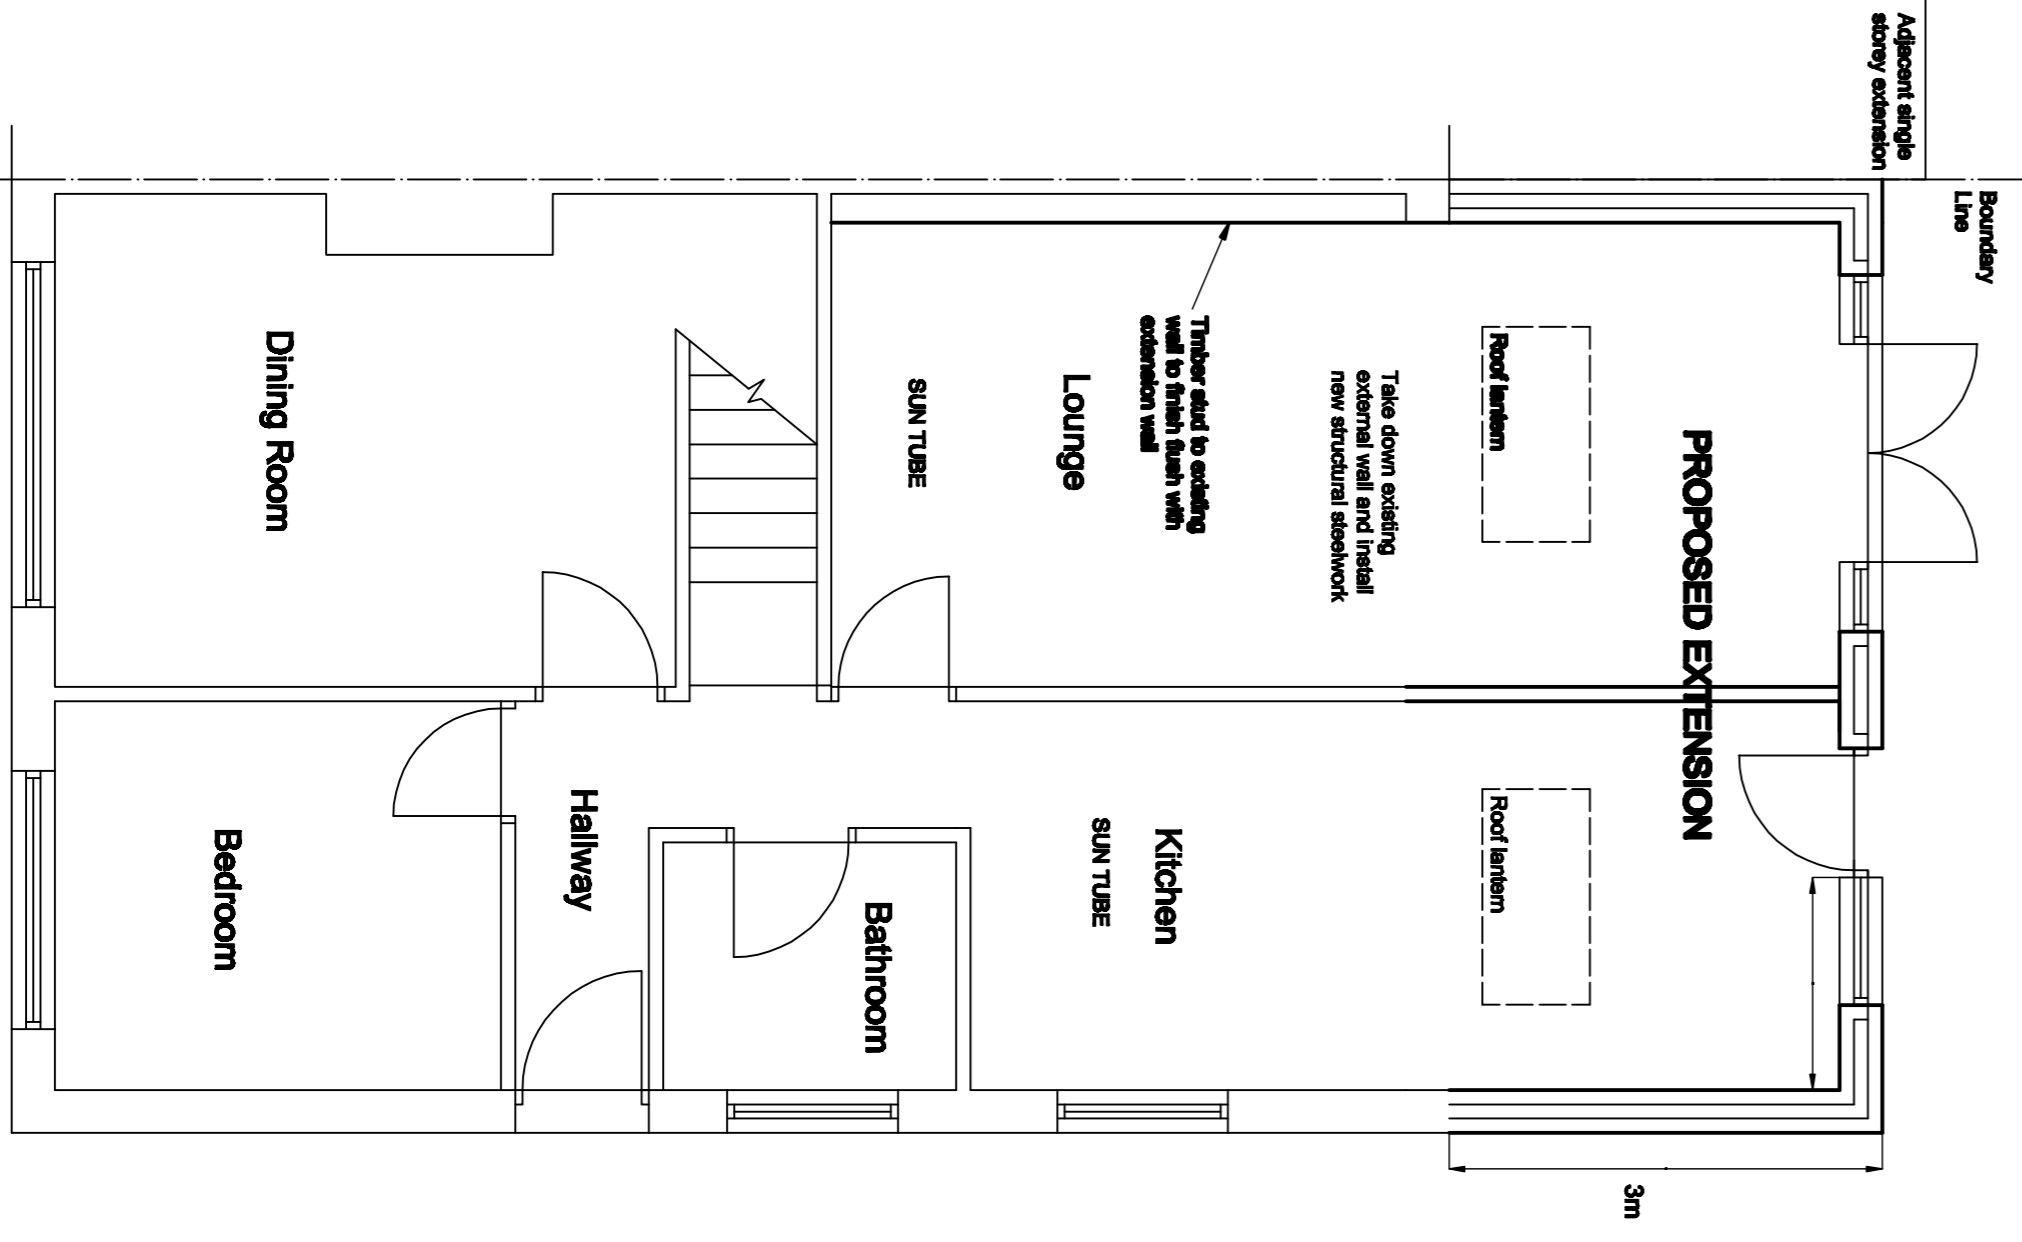 Adjacent single
storey extension
Boundary
Line
PROPOSED EXTENSION
Roof lantern
Roof lantern
Take down existing
external wall and install
new structural steelwork
Timber stud to existing
wall to finish flush with
extension wall
Lounge
SUN TUBE
Kitchen
SUN TUBE
Bathroom
Hallway
Dining Room
Bedroom
3m